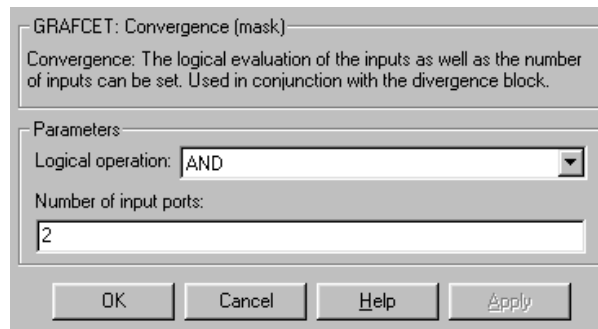 GRAFCET: Convergence (mask)
Convergence: The logical evaluation of the inputs as well as the number
of inputs can be set. Used in conjunction with the divergence block.
Parameters
Logical operation: AND
Number of input ports:
2
OK Cancel Help Apply